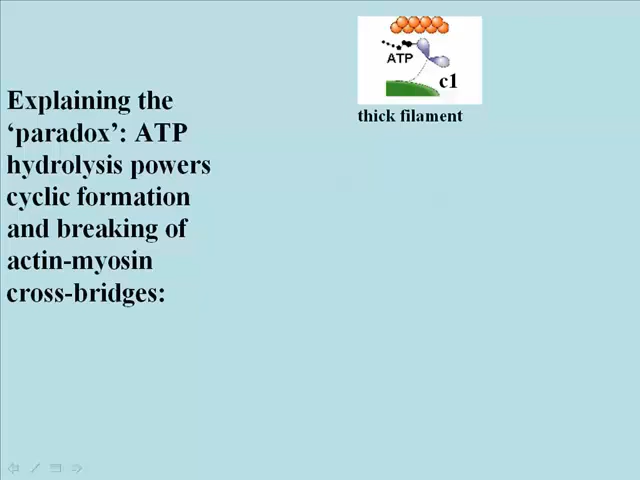 Explaining the
‘paradox’: ATP
hydrolysis powers
cyclic formation
and breaking of
actin-myosin
cross-bridges:
ATP
c1
thick filament